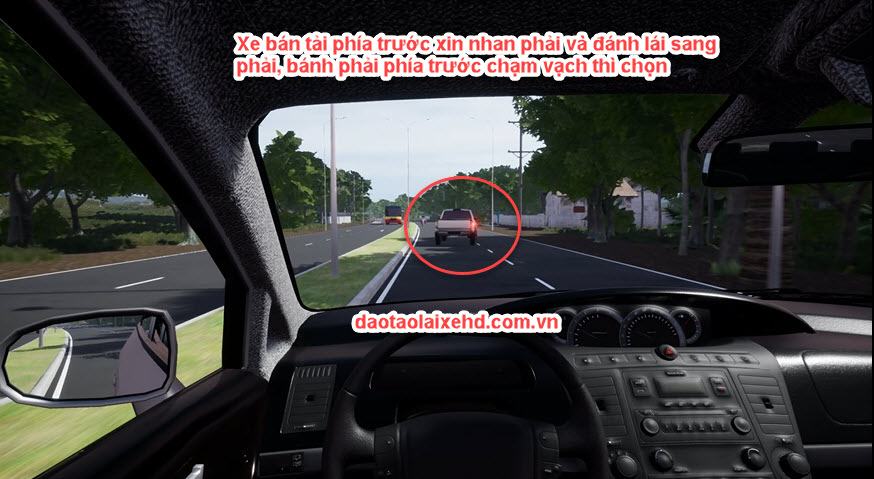 Xe bán tải phía trước xin nhan phải và đánh lái sang
phải, bánh phải phía trước chạm vạch thì chọn
daotaolaixehd.com.vn